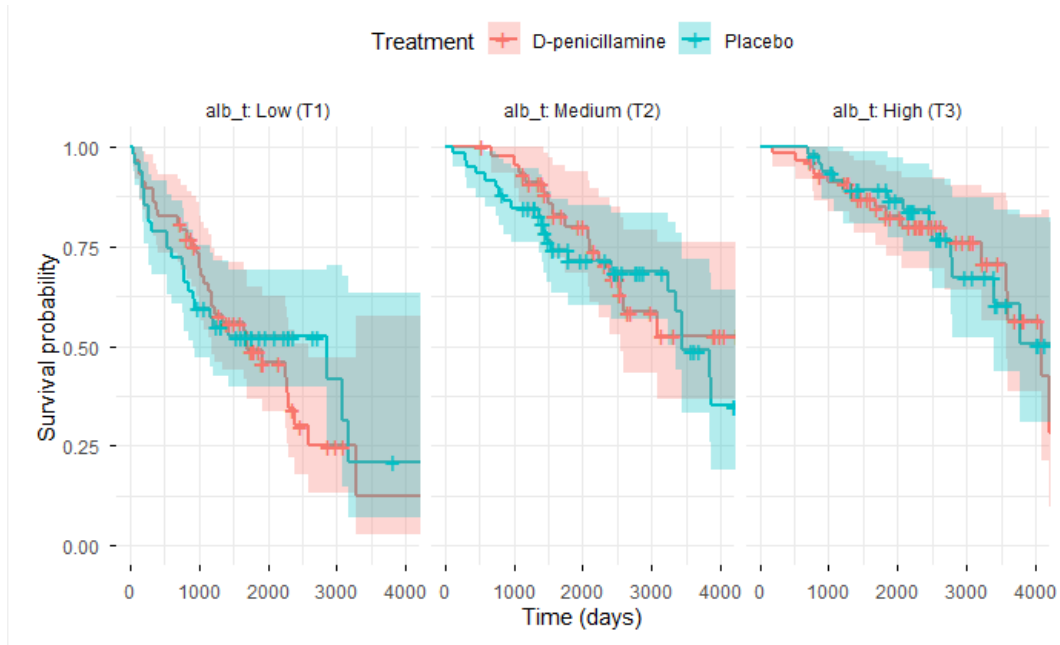 Treatment D-penicillamine Placebo
alb_t: Low (T1) alb_t: Medium (T2) alb_t: High (T3)
1.00
0.75
0.50
0.25
0.00
Survival probability
0 1000 2000 3000 4000 0 1000 2000 3000 4000 0 1000 2000 3000 4000
Time (days)